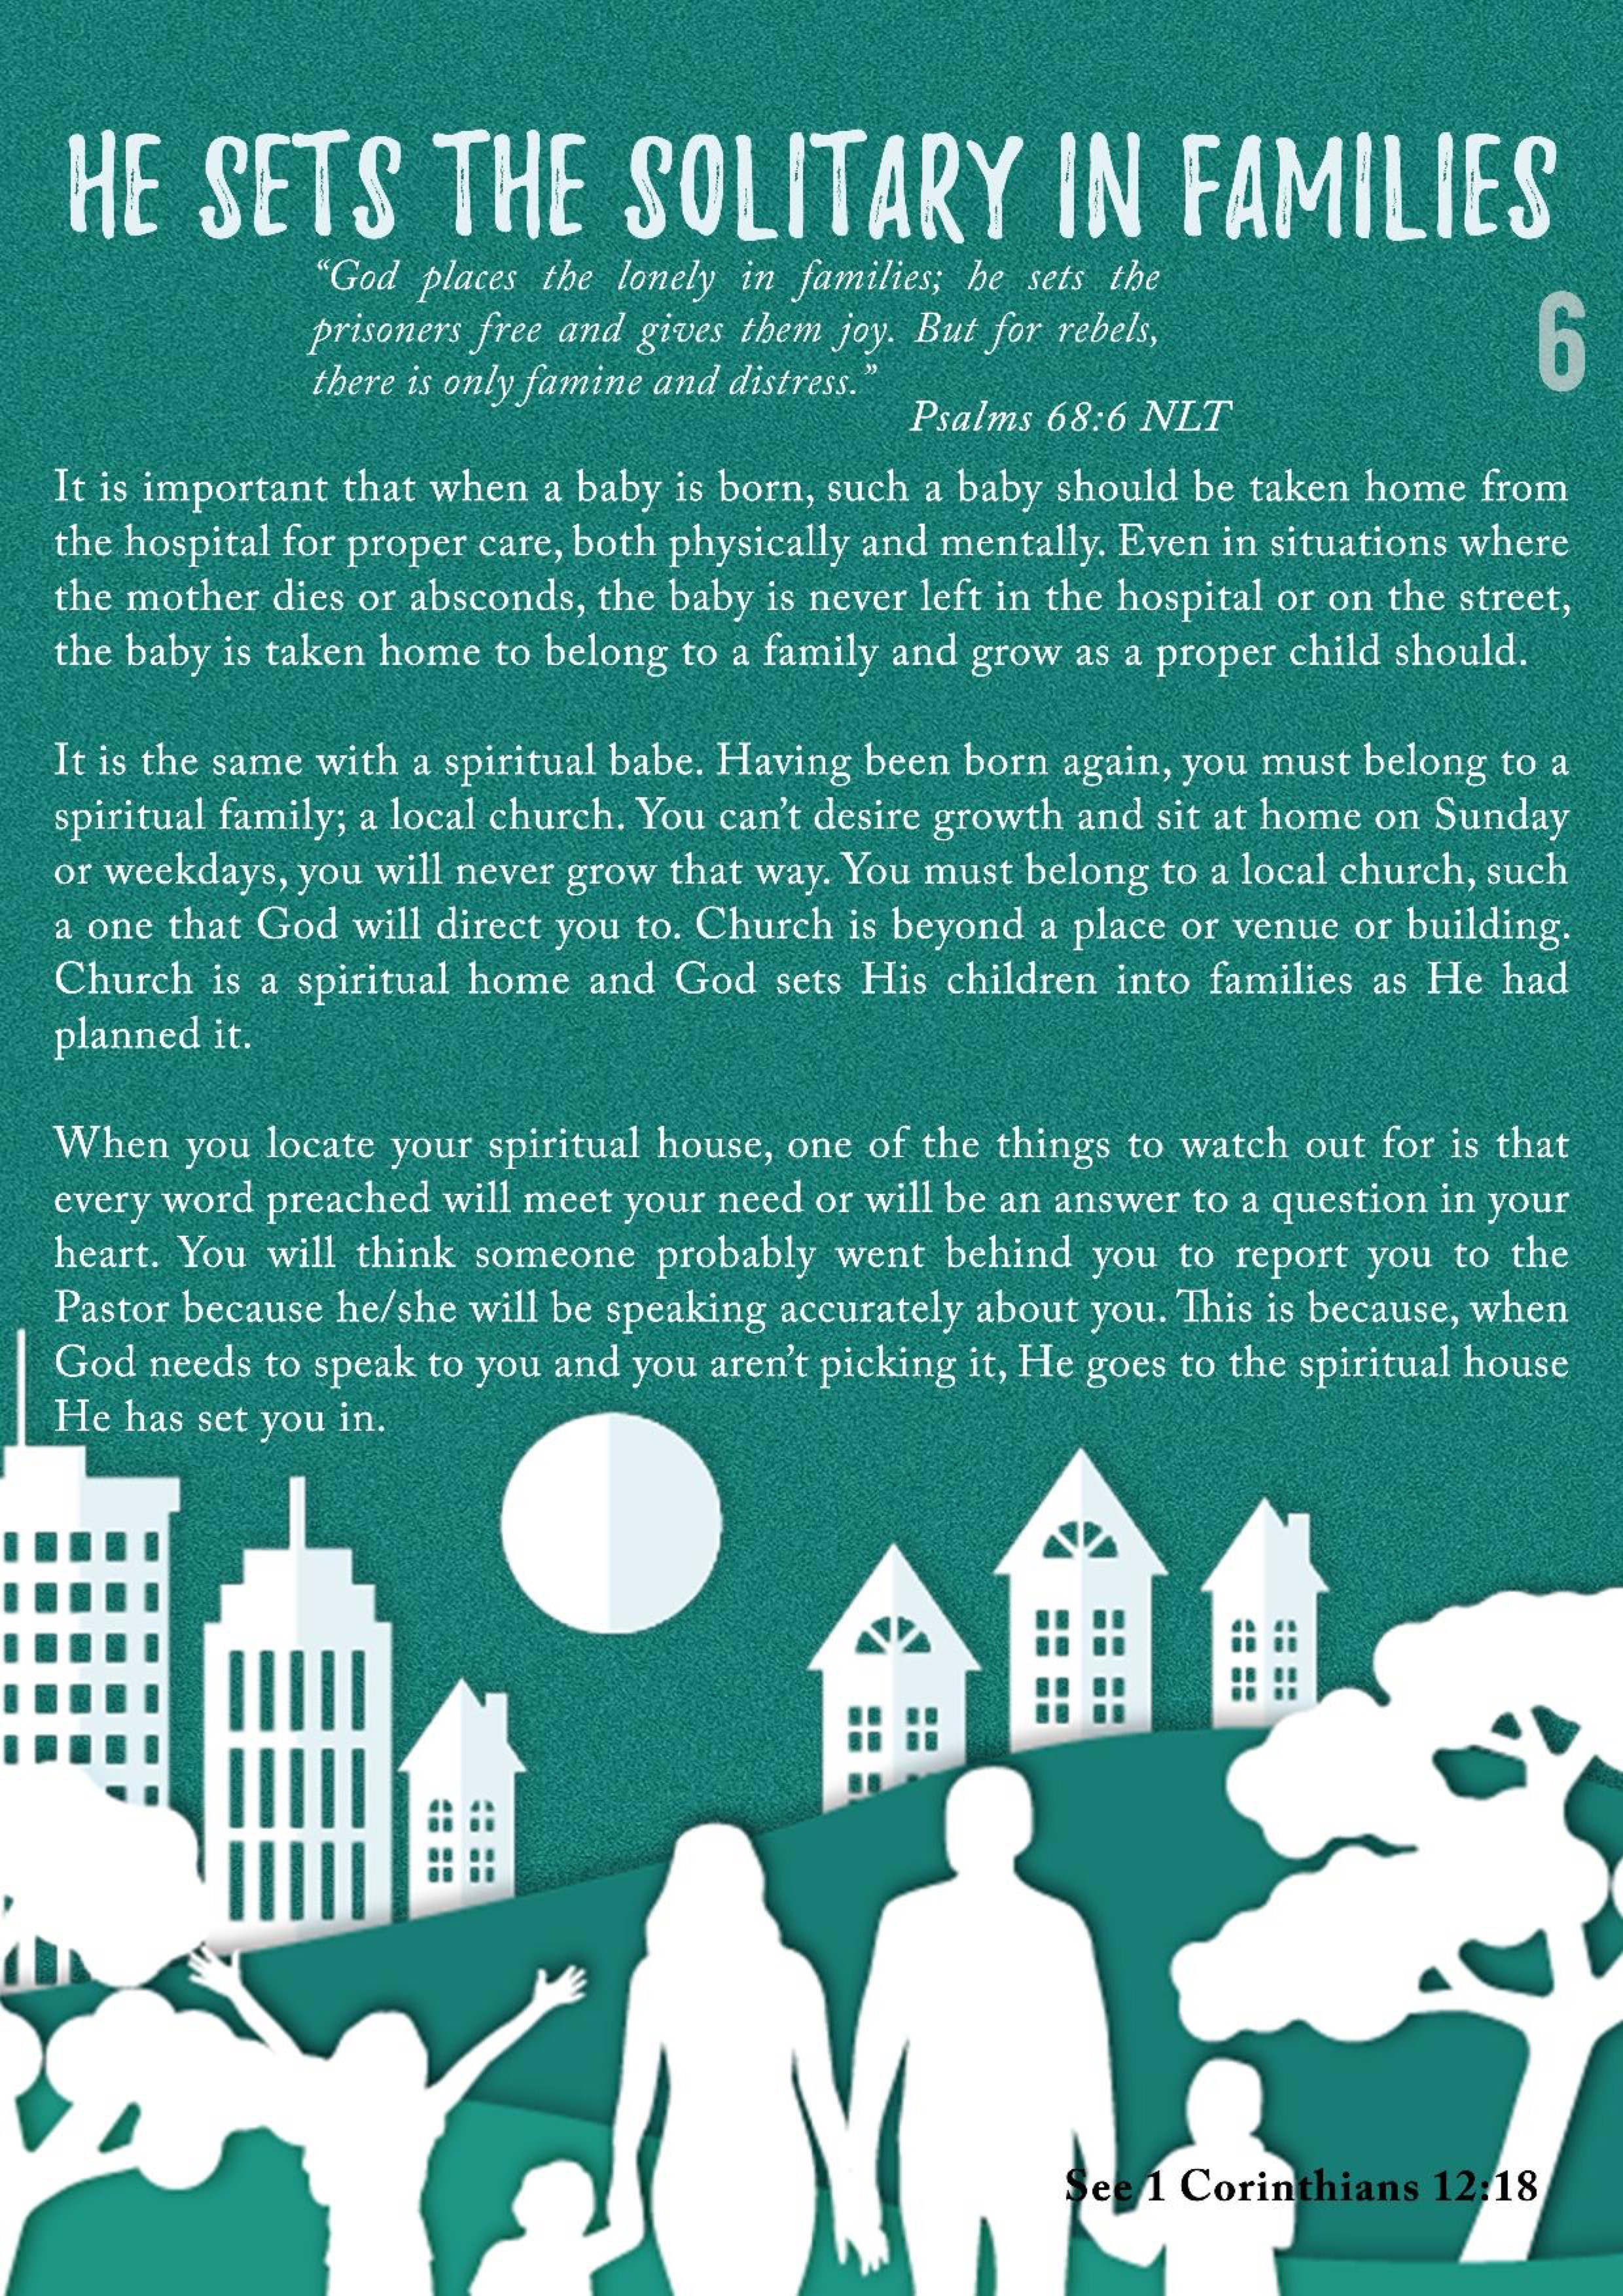 HE SETS THE SOLITARY IN FAMILIES
“God places the lonely in families; he sets the
prisoners free and gives them joy. But for rebels,
there is only famine and distress.”
Psalms 68:6 NLT
6
It is important that when a baby is born, such a baby should be taken home from
the hospital for proper care, both physically and mentally. Even in situations where
the mother dies or absconds, the baby is never left in the hospital or on the street,
the baby is taken home to belong to a family and grow as a proper child should.
It is the same with a spiritual babe. Having been born again, you must belong to a
spiritual family; a local church. You can’t desire growth and sit at home on Sunday
or weekdays, you will never grow that way. You must belong to a local church, such
a one that God will direct you to. Church is beyond a place or venue or building.
Church is a spiritual home and God sets His children into families as He had
planned it.
When you locate your spiritual house, one of the things to watch out for is that
every word preached will meet your need or will be an answer to a question in your
heart. You will think someone probably went behind you to report you to the
Pastor because he/she will be speaking accurately about you. This is because, when
God needs to speak to you and you aren’t picking it, He goes to the spiritual house
He has set you in.
See 1 Corinthians 12:18